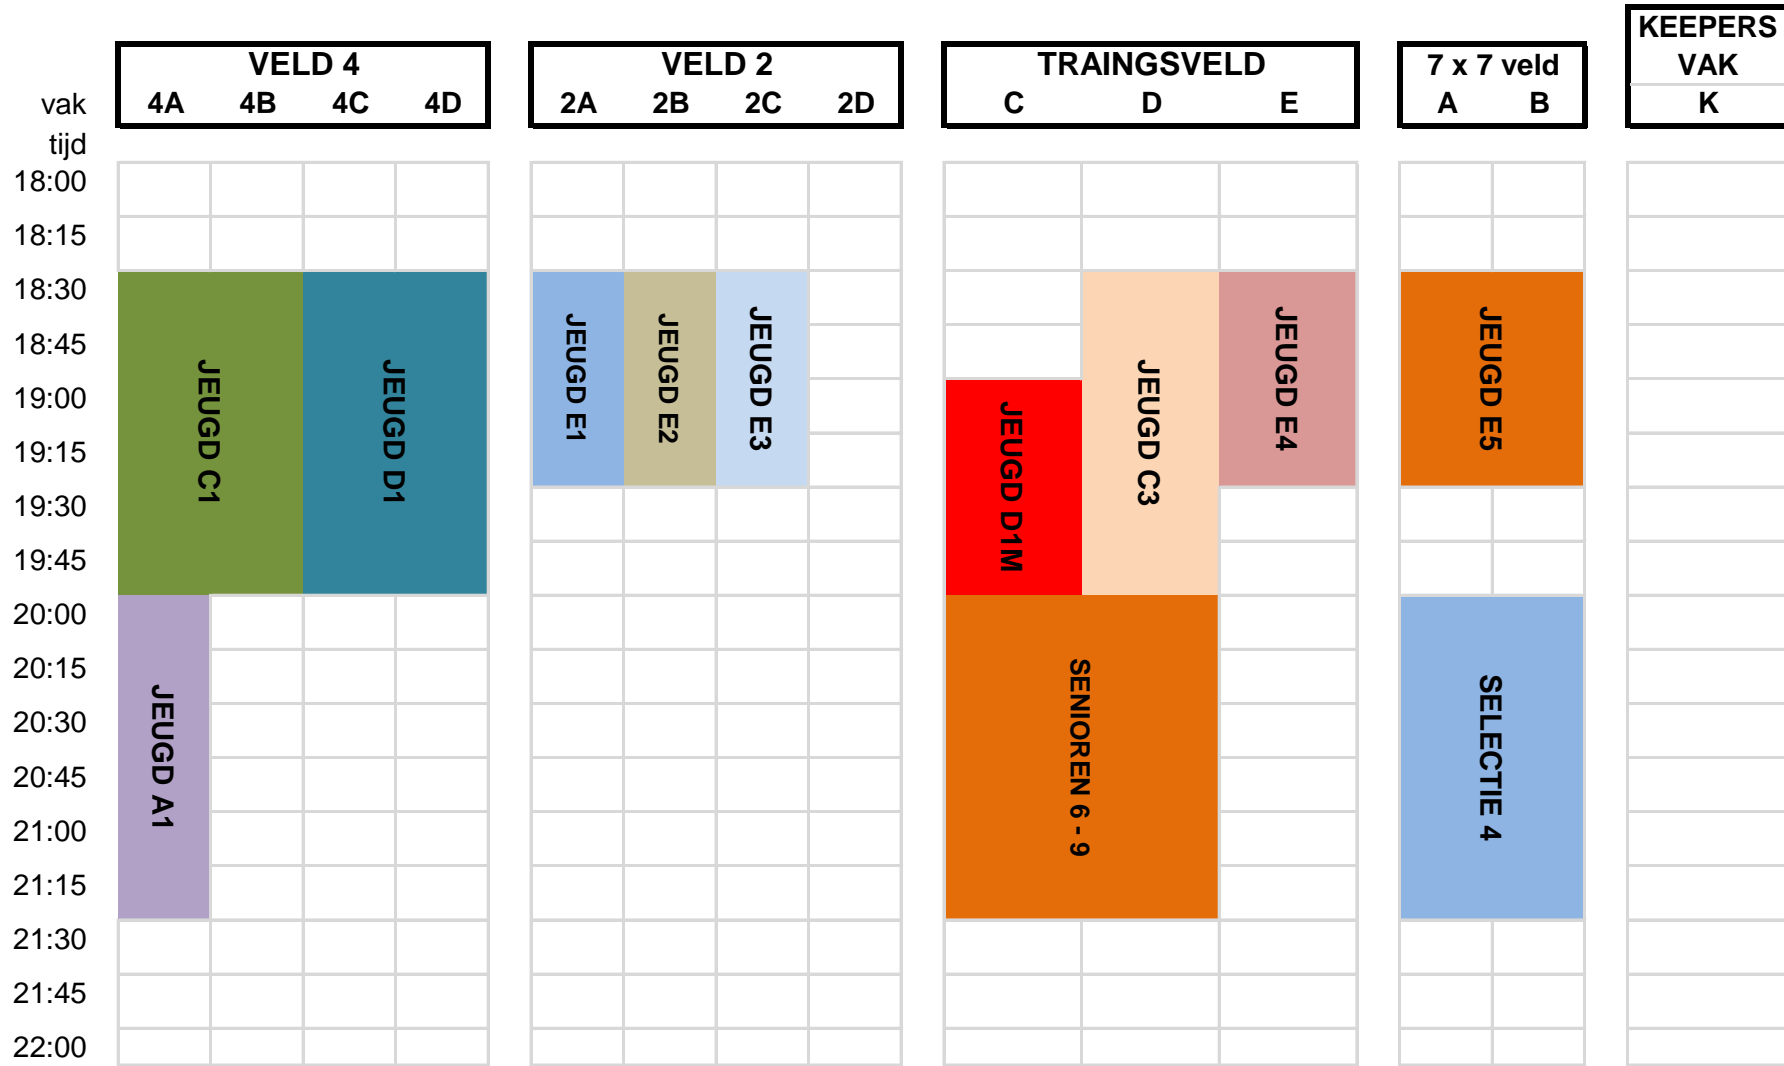 KEEPERS
VELD 4 VELD 2 TRAINGSVELD 7 x 7 veld VAK
vak 4A 4B 4C 4D 2A 2B 2C 2D C D E A B K
tijd
18:00
18:15
18:30
18:45
19:00
19:15
19:30
19:45
20:00
20:15
20:30
20:45
21:00
21:15
21:30
21:45
22:00
JEUGD C1
JEUGD D1
JEUGD A1
JEUGD E1
JEUGD E2
JEUGD E3
JEUGD D1M
JEUGD C3
JEUGD E4
SENIOREN 6 - 9
JEUGD E5
SELECTIE 4